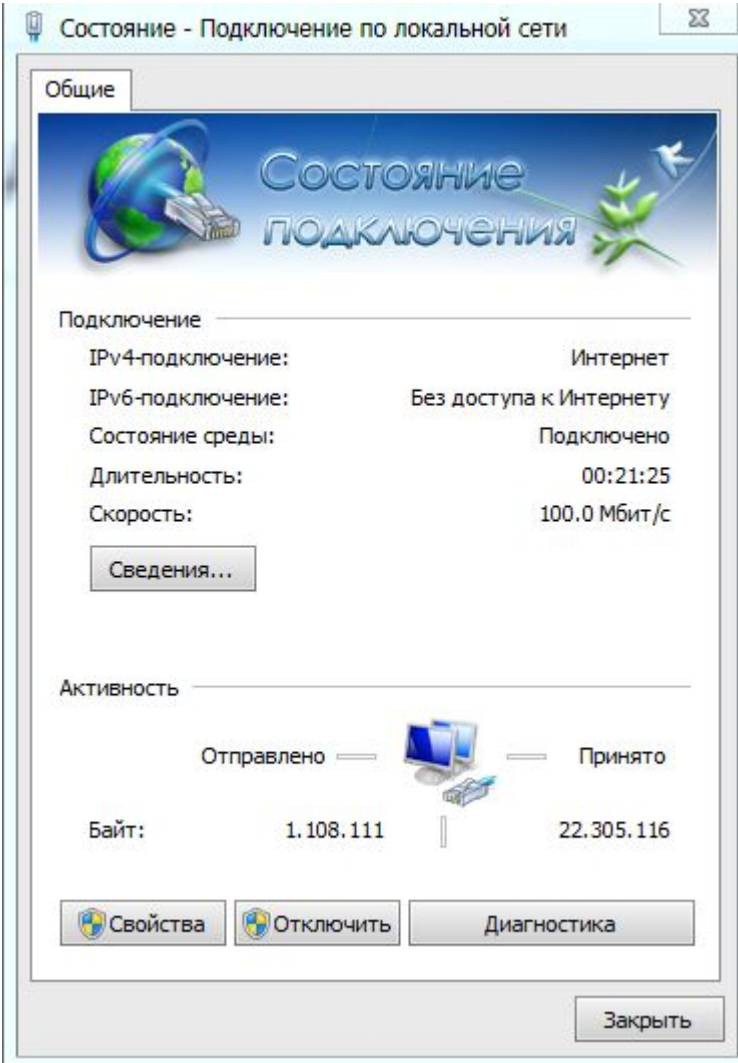 Состояние - Подключение по локальной сети
Общие
Состояние
подключения
Подключение
IPv4-подключение: Интернет
IPv6-подключение: Без доступа к Интернету
Состояние среды: Подключено
Длительность: 00:21:25
Скорость: 100.0 Мбит/с
Сведения...
Активность
Отправлено Принято
Байт: 1.108.111 22.305.116
Свойства Отключить Диагностика
Закрыть